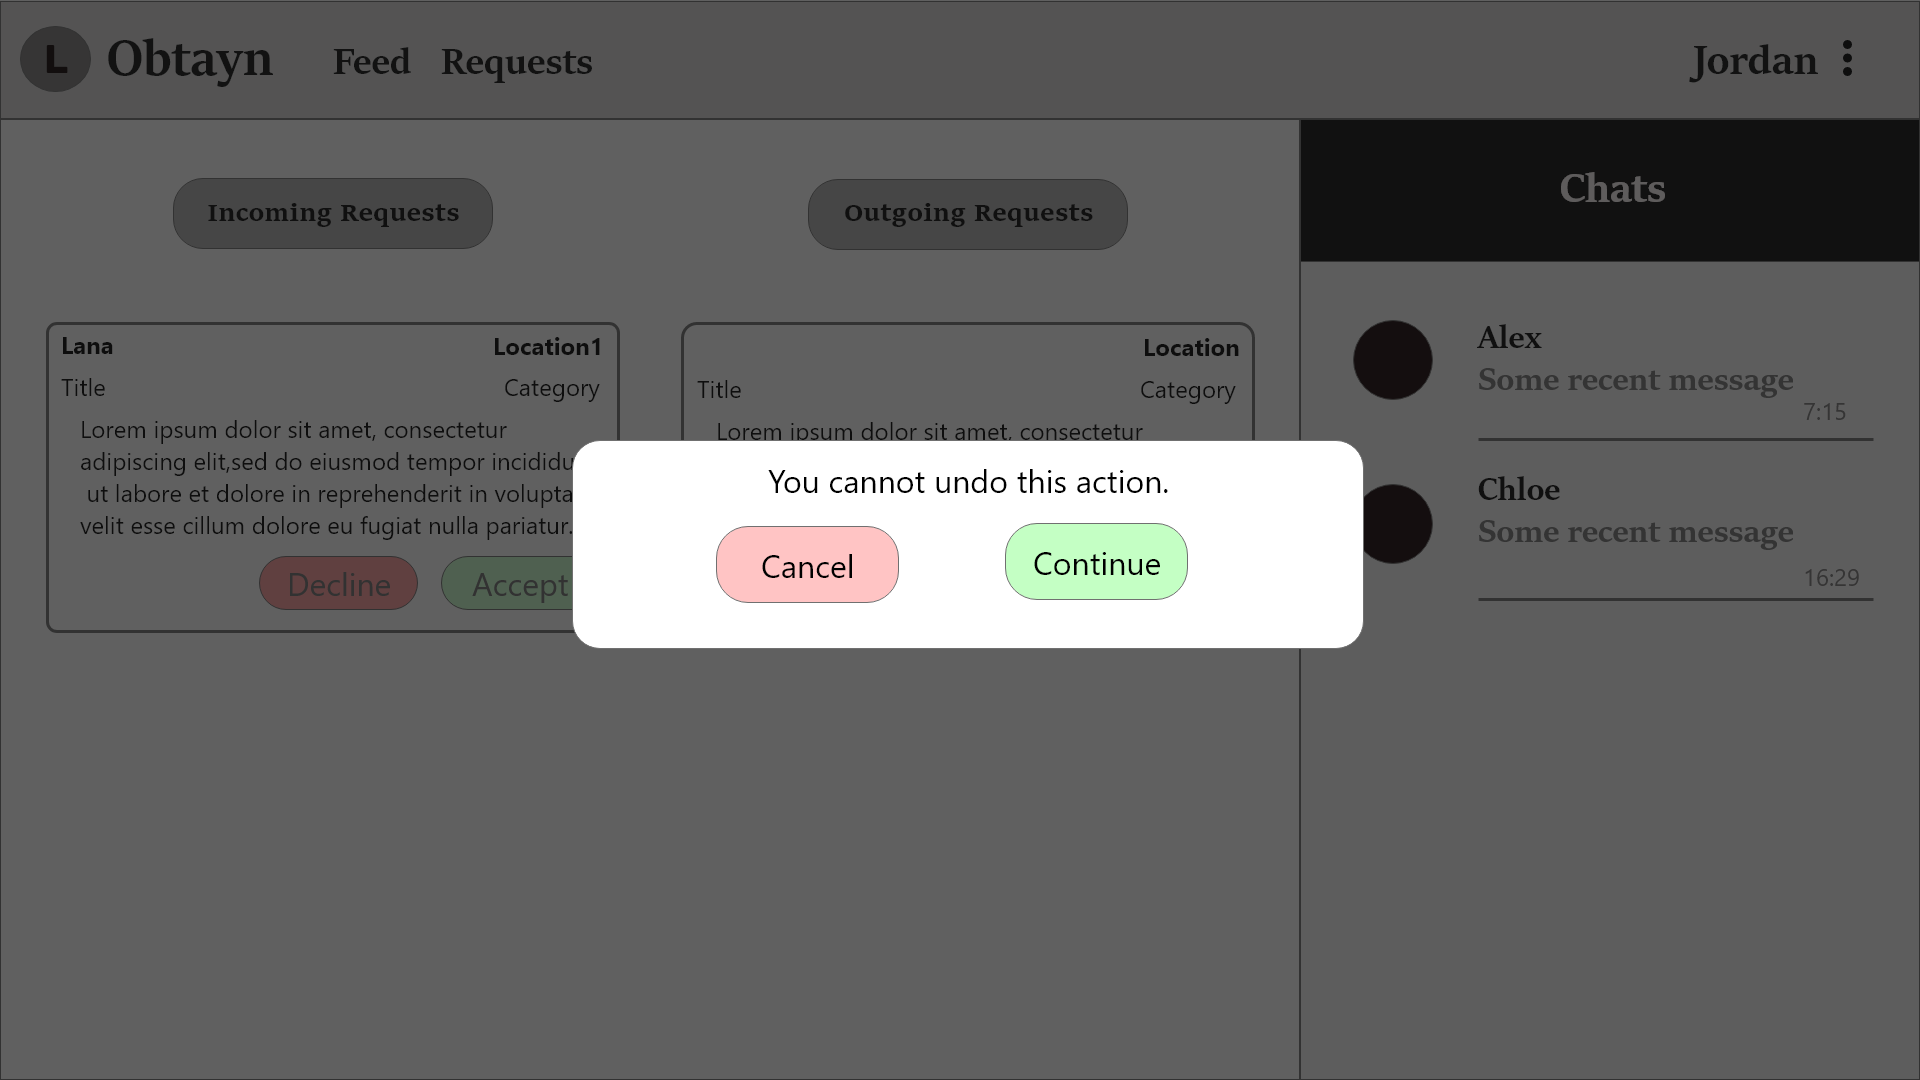 L Obtayn Feed Requests Jordan
Incoming Requests
Outgoing Requests
Lana Location1
Title Category
Lorem ipsum dolor sit amet, consectetur
adipiscing elit,sed do eiusmod tempor
ut labore et dolore in reprehenderit in
velit esse cillum dolore eu fugiat nulla pariatur.
Decline Accept
Location
Title Category
Lorem ipsum dolor sit amet, consectetur
You cannot undo this action.
Cancel Continue
Chats
Alex
Some recent message
7:15
Chloe
Some recent message
16:29